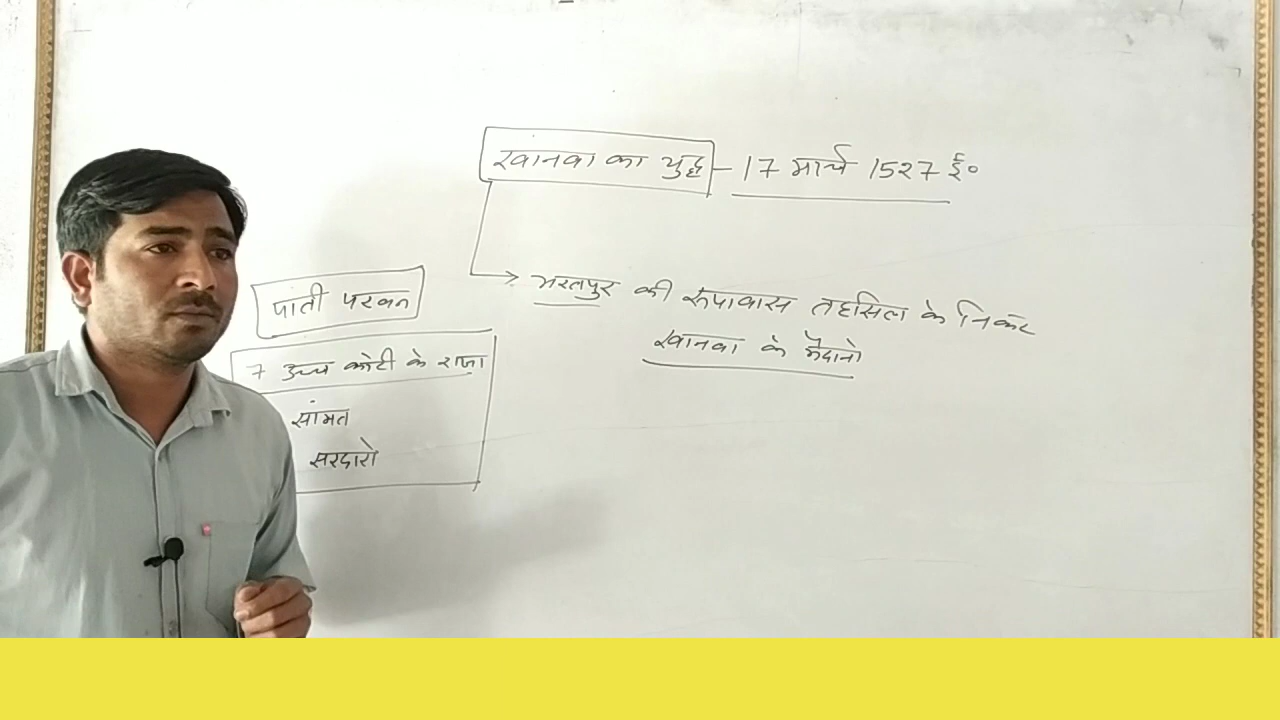 खानवा का युद्ध - 17 मार्च 1527 ई०
भरतपुर की रूपावास तहसिल के निकट
खानवा के मैदानो
पाती परवन
7 उच्च कोटी के राजा
सांमत
सरदारो